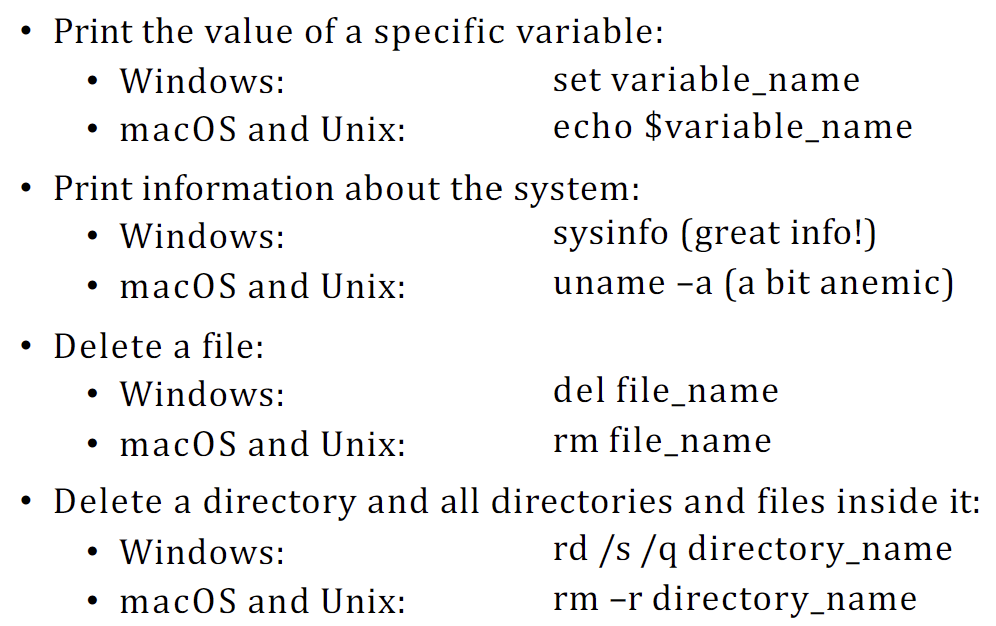 • Print the value of a specific variable:
• Windows: set variable_name
• macOS and Unix: echo $variable_name
• Print information about the system:
• Windows: sysinfo (great info!)
• macOS and Unix: uname –a (a bit anemic)
• Delete a file:
• Windows: del file_name
• macOS and Unix: rm file_name
• Delete a directory and all directories and files inside it:
• Windows: rd /s /q directory_name
• macOS and Unix: rm –r directory_name